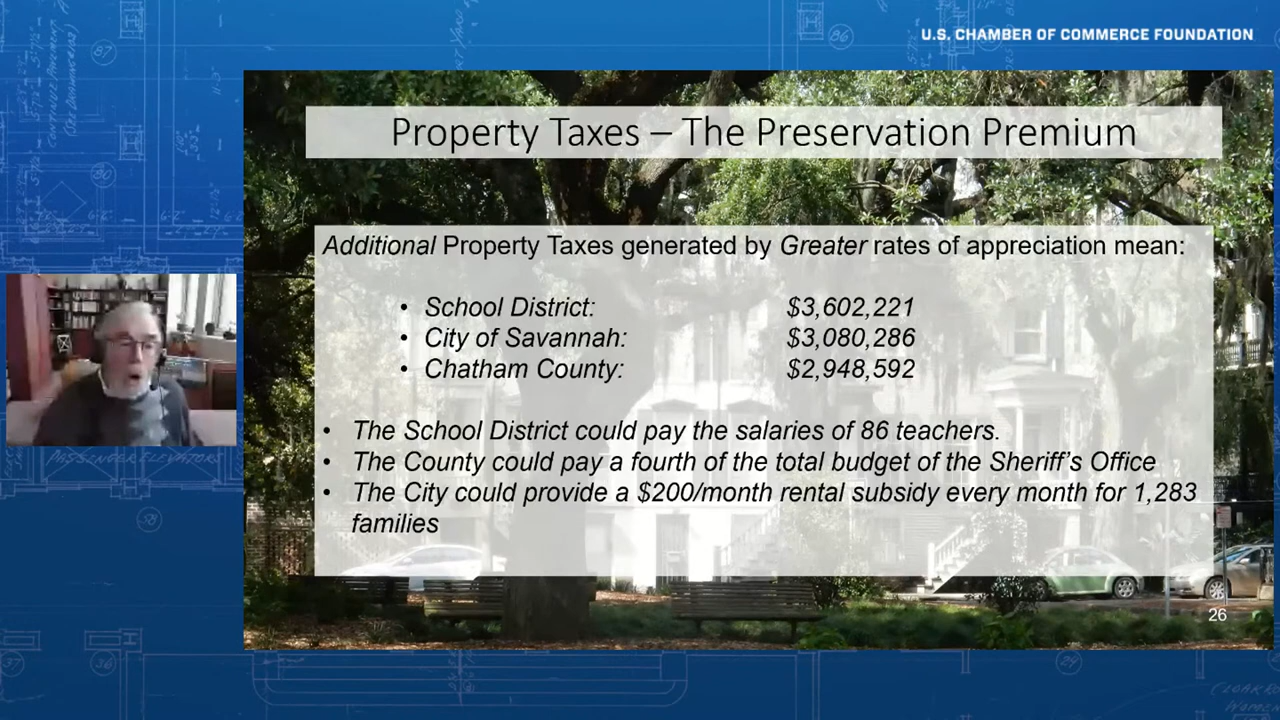 U.S. CHAMBER OF COMMERCE FOUNDATION
Property Taxes – The Preservation Premium
Additional Property Taxes generated by Greater rates of appreciation mean:
• School District: $3,602,221
• City of Savannah: $3,080,286
• Chatham County: $2,948,592
• The School District could pay the salaries of 86 teachers.
• The County could pay a fourth of the total budget of the Sheriff's Office
• The City could provide a $200/month rental subsidy every month for 1,283
families
26
PASSENGER ELEVATORS